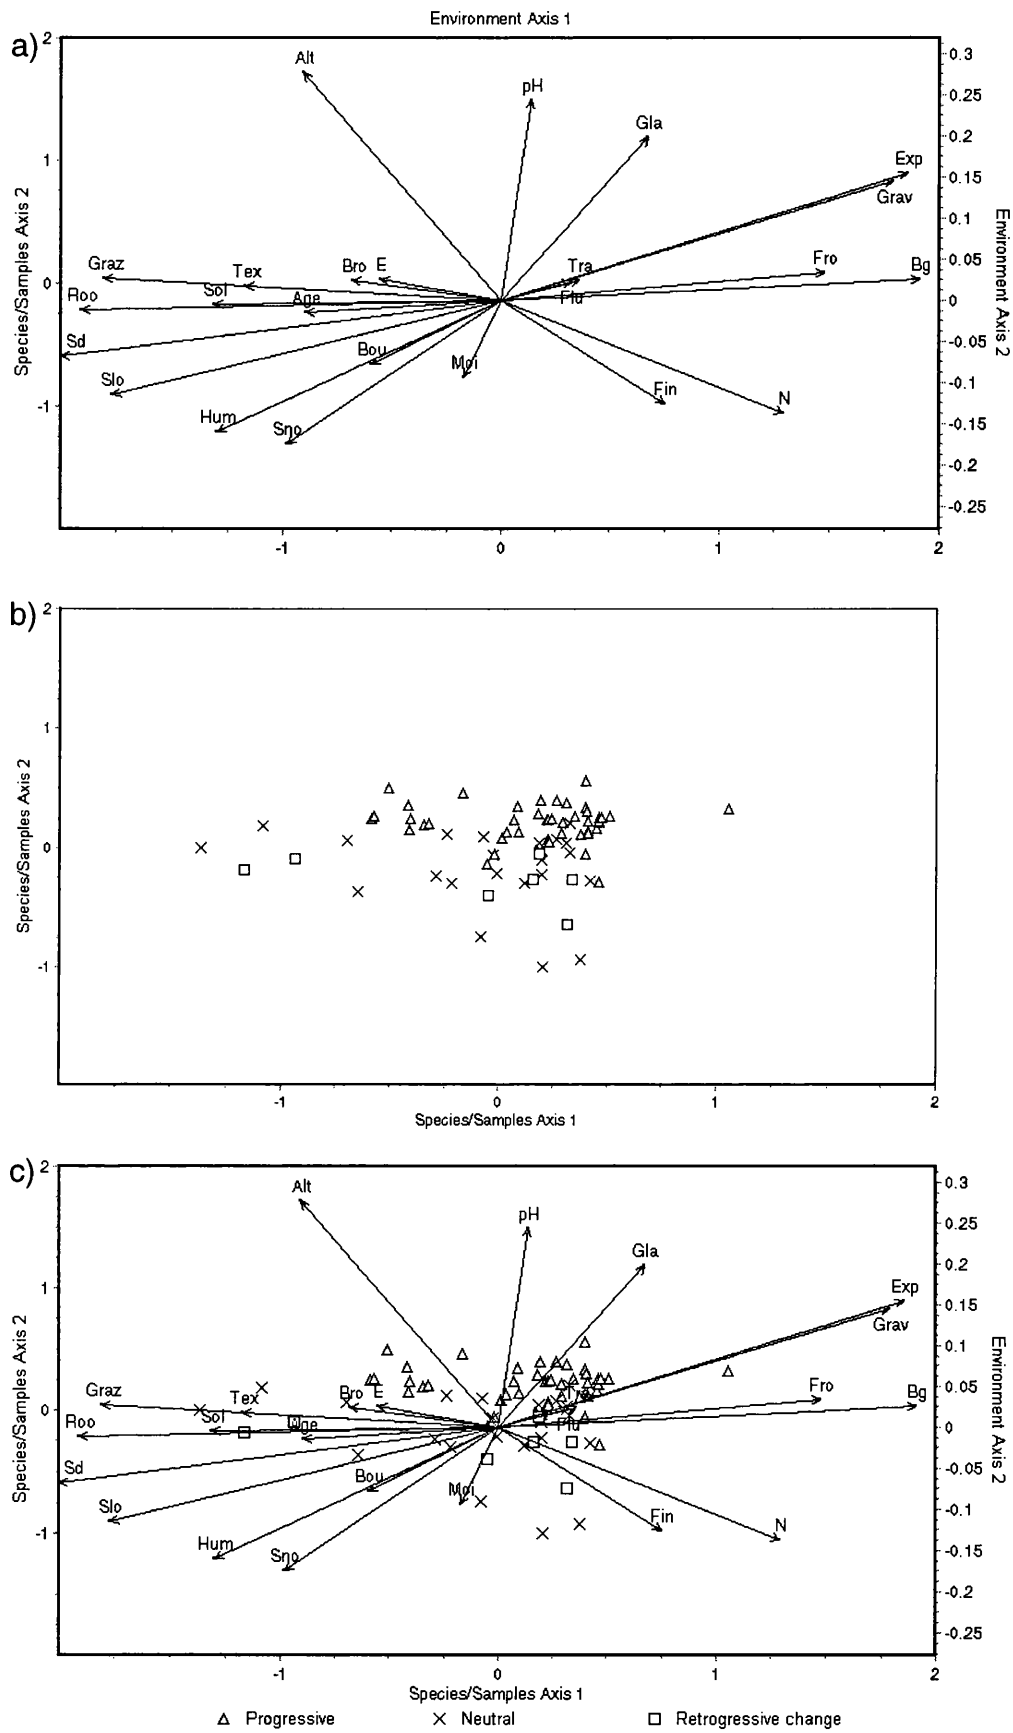 Environment Axis 1
a)
2
1
0
-1
Species/Samples Axis 2
0.3
0.25
0.2
0.15
0.1
0.05
0
-0.05
-0.1
-0.15
-0.2
-0.25
Environment Axis 2
Alt
pH
Gla
Exp
Grav
Graz
Tex
Bro E
Tra
Fro
Bg
Roo
Sol
Age
Flu
Sd
Bou
Moi
Slo
Fin
N
Hum
Sno
-1 0 1 2
b)
2
1
0
-1
Species/Samples Axis 2
-1 0 1 2
Species/Samples Axis 1
c)
2
1
0
-1
Species/Samples Axis 2
0.3
0.25
0.2
0.15
0.1
0.05
0
-0.05
-0.1
-0.15
-0.2
-0.25
Environment Axis 2
Alt
pH
Gla
Exp
Grav
Graz
Tex
Bro E
Fro
Bg
Roo
Sol
Age
Flu
Sd
Bou
Moi
Slo
Fin
N
Hum
Sno
-1 0 1 2
Species/Samples Axis 1
Progressive Neutral Retrogressive change